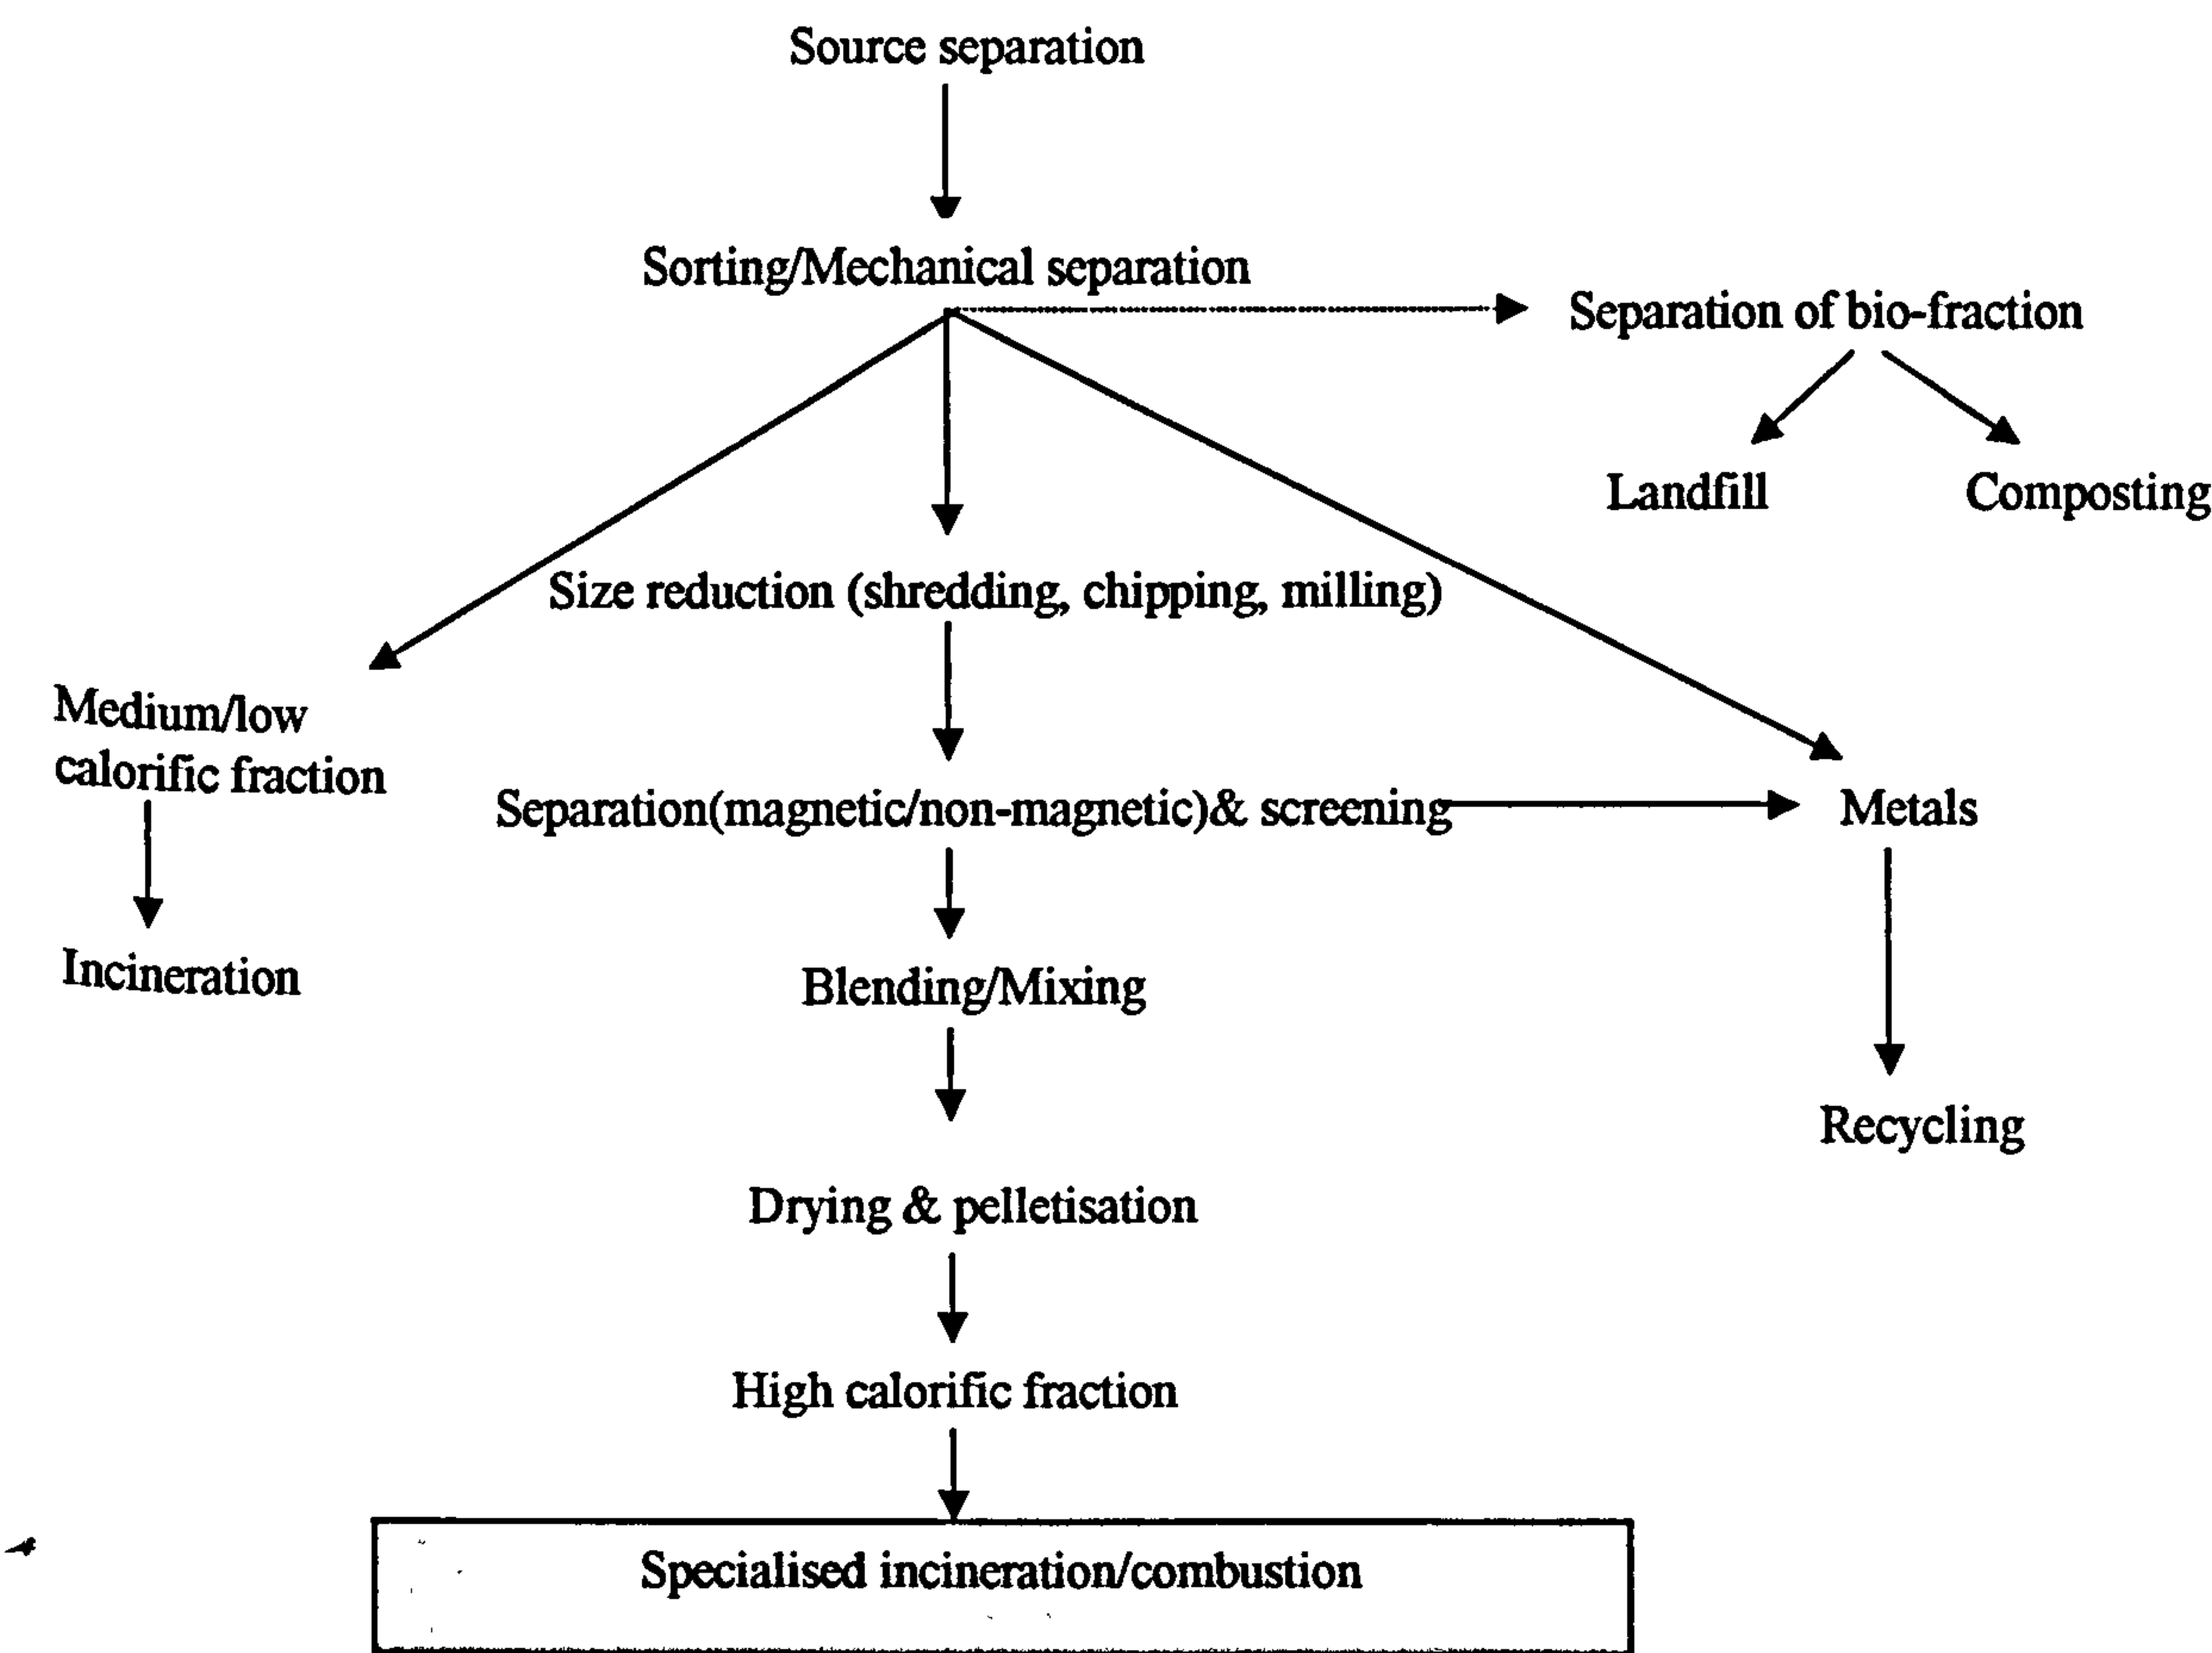 Source separation
Sorting/Mechanical separation
Separation of bio-fraction
Landfill
Composting
Size reduction (shredding, chipping, milling)
Medium/low
calorific fraction
Separation(magnetic/non-magnetic)& screening
Metals
Incineration
Blending/Mixing
Recycling
Drying & pelletisation
High calorific fraction
Specialised incineration/combustion